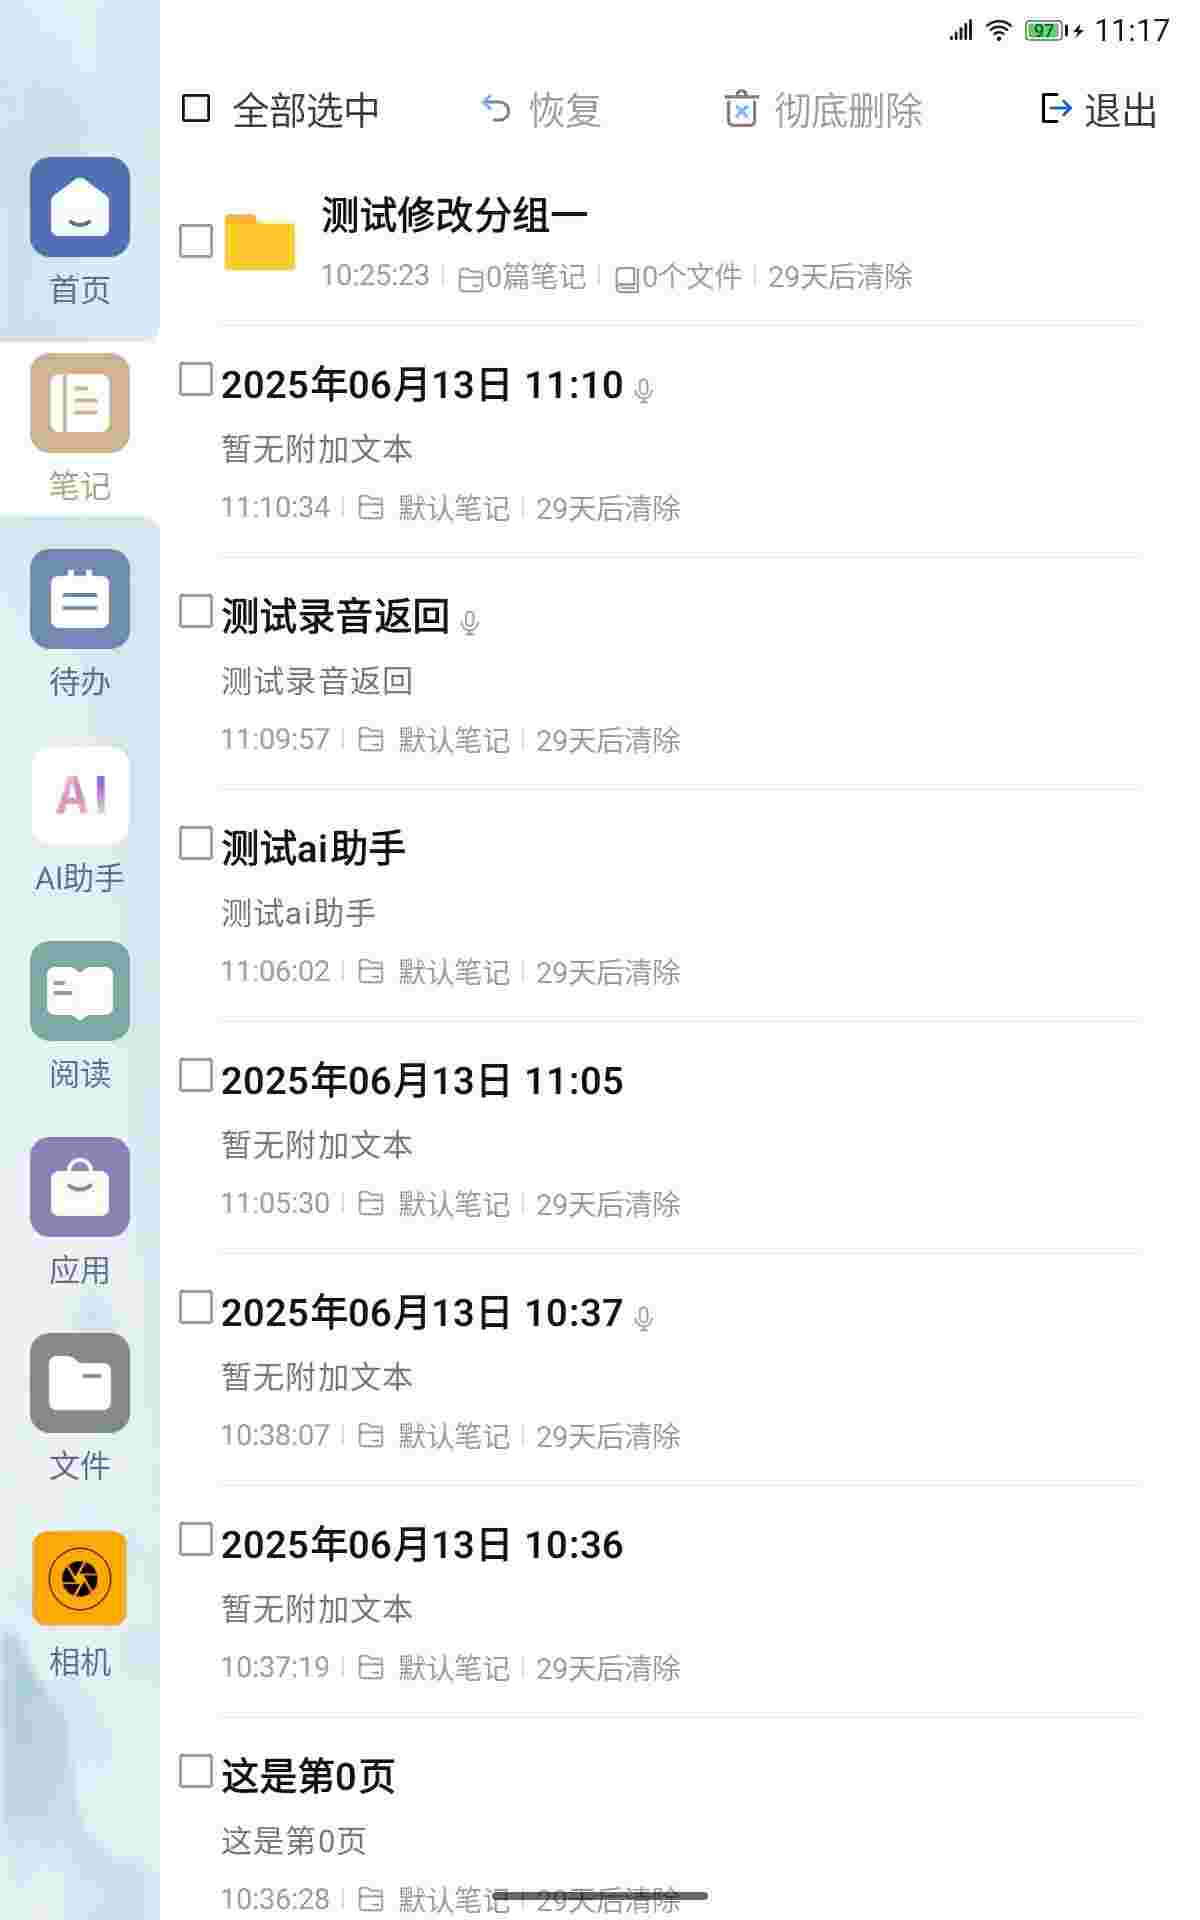 97 11:17
全部选中 恢复 彻底删除 退出
首页
笔记
待办
AI
AI助手
阅读
应用
文件
相机
测试修改分组一
10:25:23 0篇笔记 0个文件 29天后清除
2025年06月13日 11:10
暂无附加文本
11:10:34 默认笔记 29天后清除
测试录音返回
测试录音返回
11:09:57 默认笔记 29天后清除
测试ai助手
测试ai助手
11:06:02 默认笔记 29天后清除
2025年06月13日 11:05
暂无附加文本
11:05:30 默认笔记 29天后清除
2025年06月13日 10:37
暂无附加文本
10:38:07 默认笔记 29天后清除
2025年06月13日 10:36
暂无附加文本
10:37:19 默认笔记 29天后清除
这是第0页
这是第0页
10:36:28 默认笔记 29天后清除